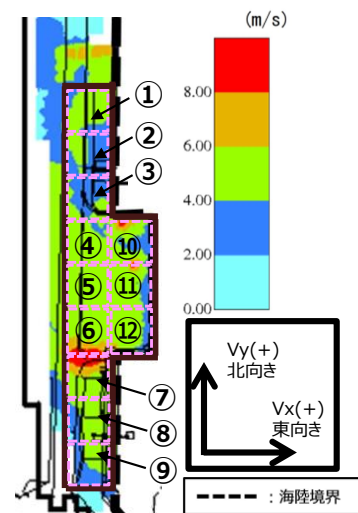 (m/s)
8.00
6.00
4.00
2.00
0.00
①
②
③
④ ⑩
⑤ ⑪
⑥ ⑫
⑦
⑧
⑨
Vy(+)
北向き
Vx(+)
東向き
：海陸境界